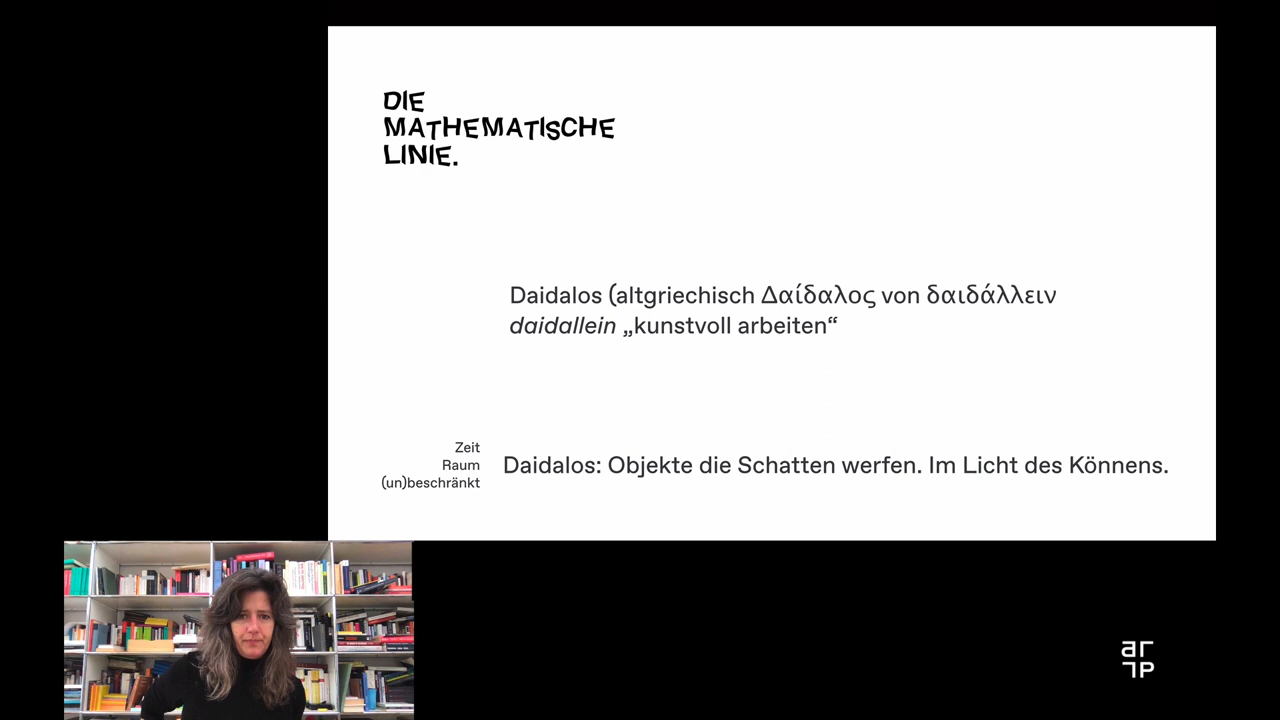 DIE
MATHEMATISCHE
LINIE.
Daidalos (altgriechisch Δαίδαλος von δαιδάλλειν
daidallein „kunstvoll arbeiten“
Zeit
Raum
(un)beschränkt
Daidalos: Objekte die Schatten werfen. Im Licht des Könnens.